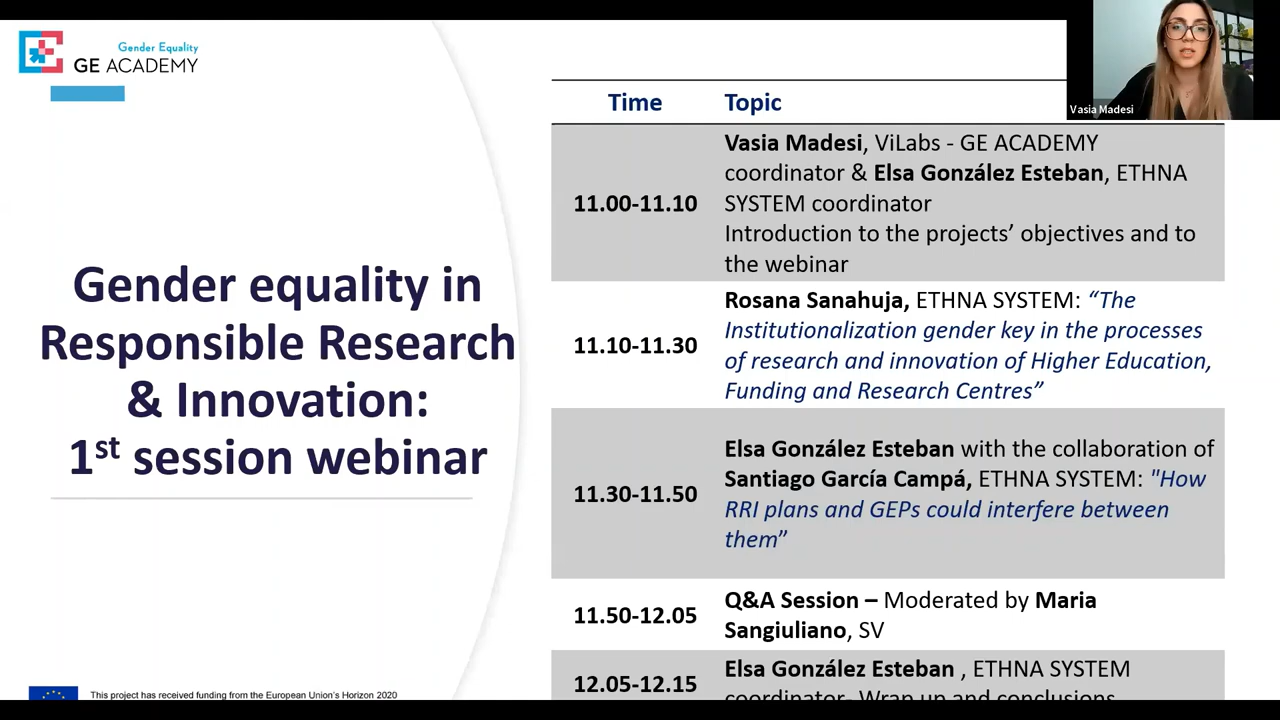 Gender Equality
GE ACADEMY
Gender equality in
Responsible Research
& Innovation:
1st session webinar
This project has received funding from the European Union's Horizon 2020
Time Topic
11.00-11.10
Vasia Madesi, ViLabs - GE ACADEMY
coordinator & Elsa González Esteban, ETHNA
SYSTEM coordinator
Introduction to the projects’ objectives and to
the webinar
11.10-11.30
Rosana Sanahuja, ETHNA SYSTEM: “The
Institutionalization gender key in the processes
of research and innovation of Higher Education,
Funding and Research Centres”
11.30-11.50
Elsa González Esteban with the collaboration of
Santiago García Campá, ETHNA SYSTEM: "How
RRI plans and GEPs could interfere between
them”
11.50-12.05
Q&A Session – Moderated by Maria
Sangiuliano, SV
12.05-12.15
Elsa González Esteban , ETHNA SYSTEM
coordinator- Wrap up and conclusions
Vasia Madesi